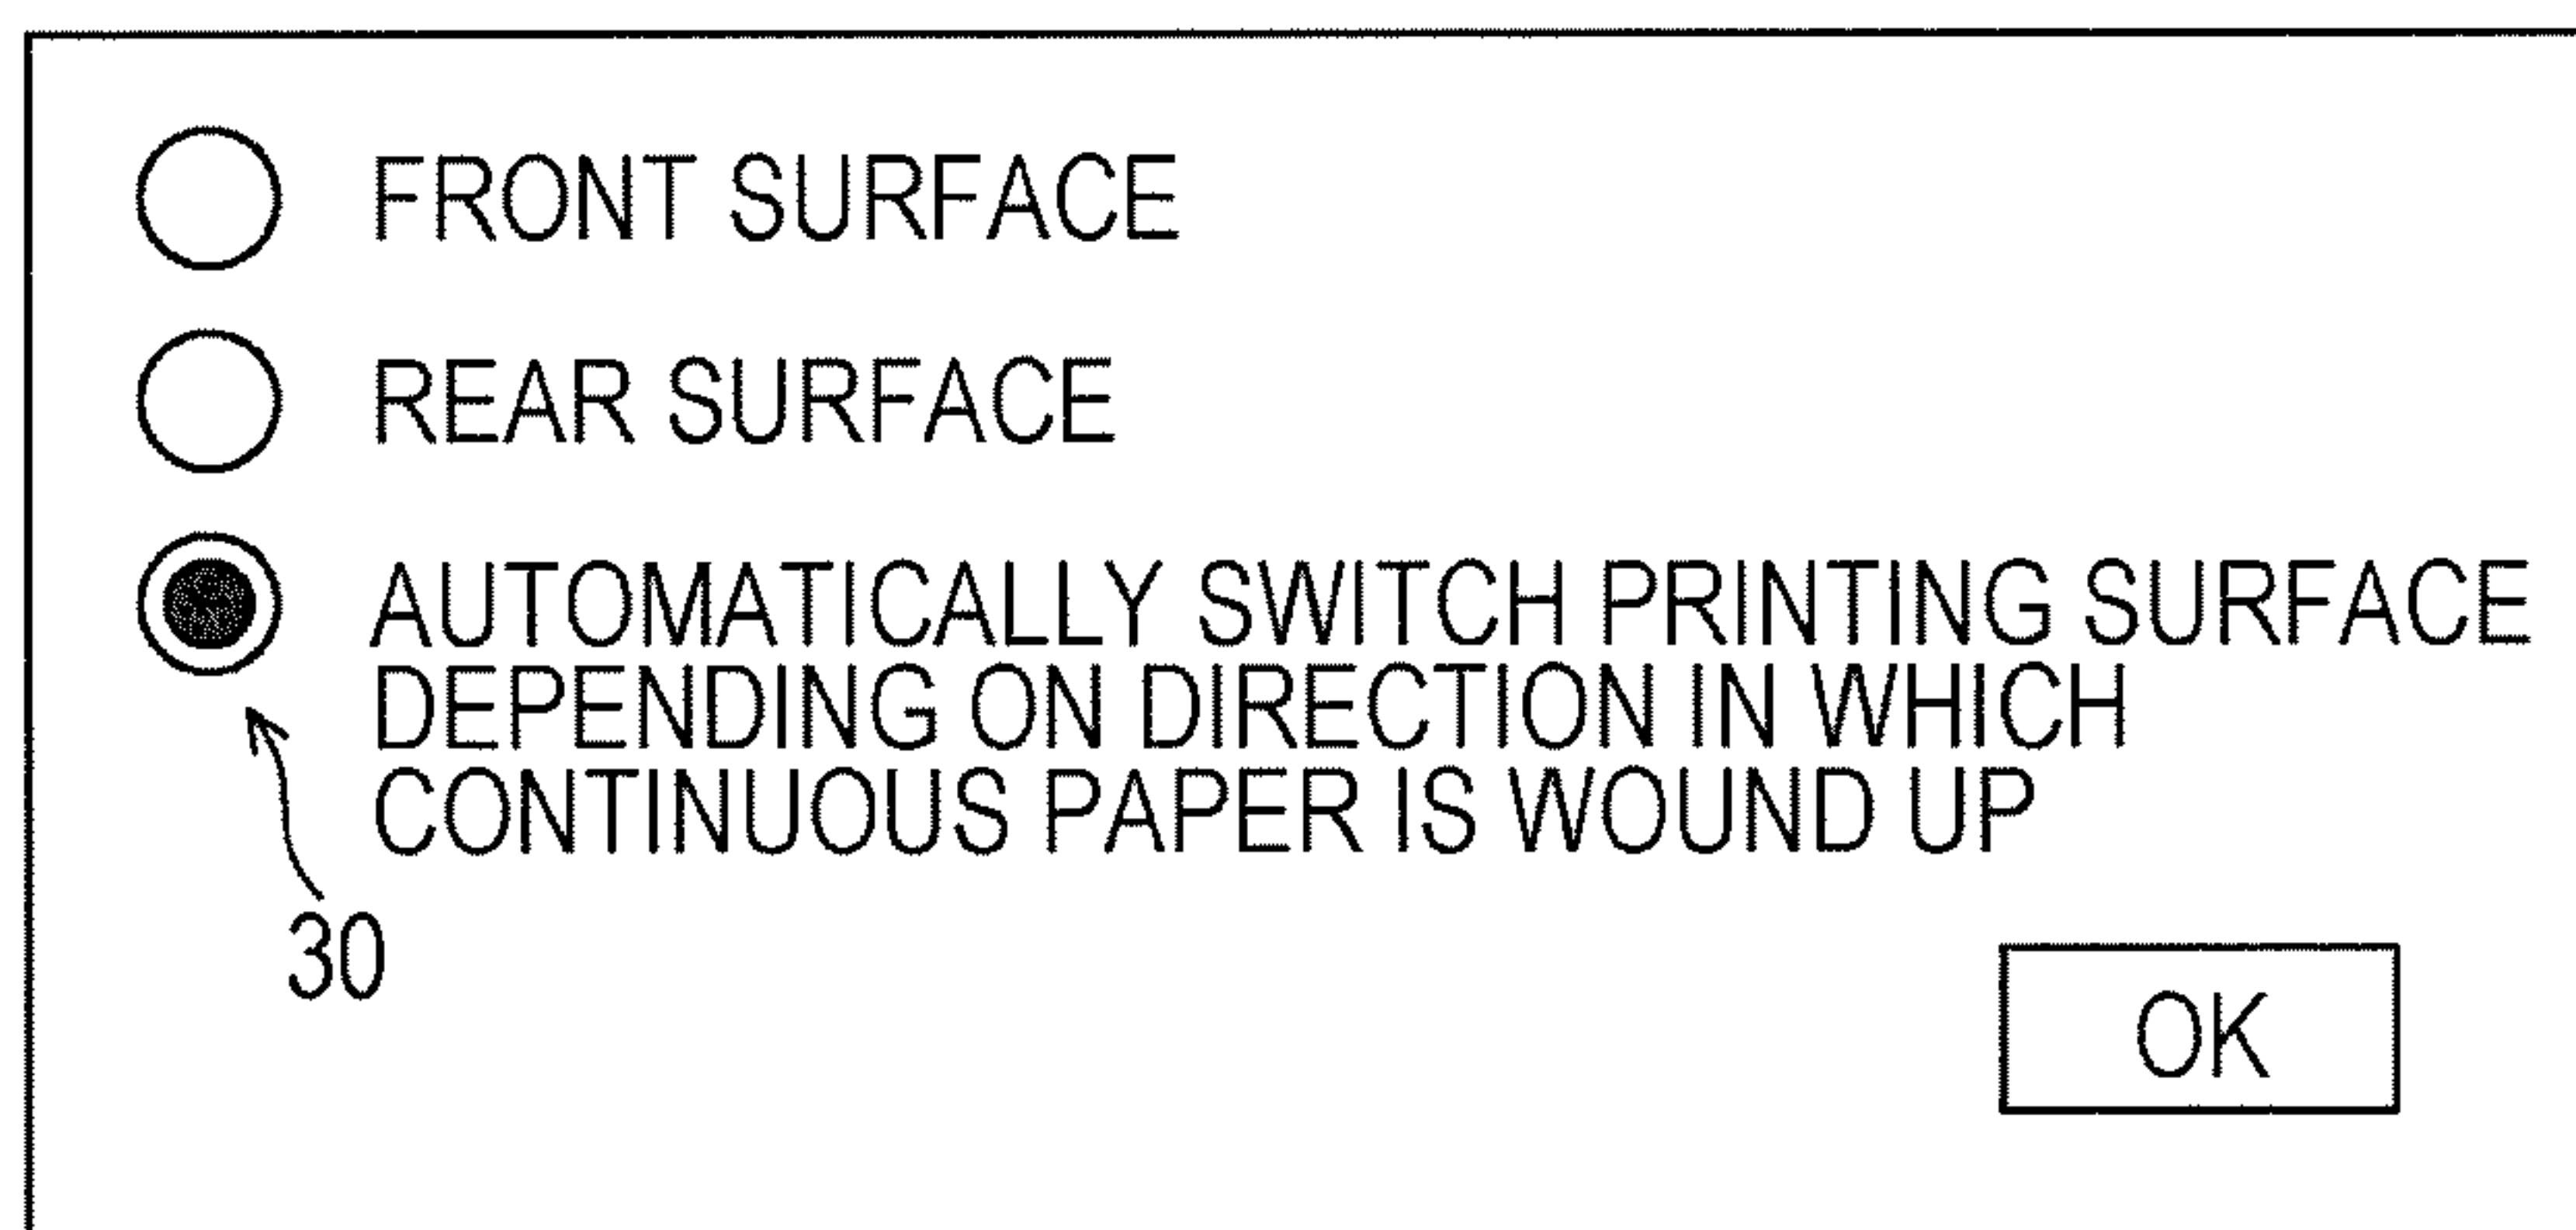 FRONT SURFACE
REAR SURFACE
AUTOMATICALLY SWITCH PRINTING SURFACE
DEPENDING ON DIRECTION IN WHICH
CONTINUOUS PAPER IS WOUND UP
30
OK